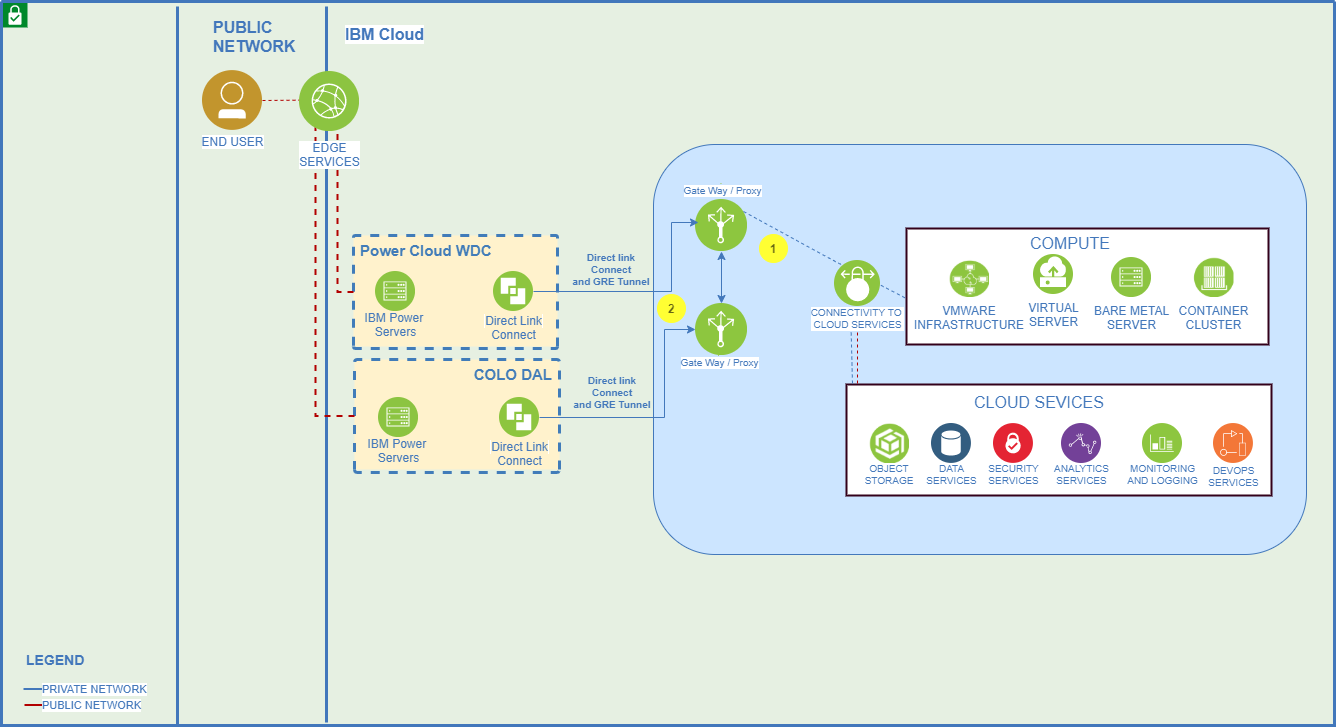 PUBLIC
NETWORK
IBM Cloud
END USER
EDGE
SERVICES
Power Cloud WDC
IBM Power
Servers
Direct Link
Connect
COLO DAL
IBM Power
Servers
Direct Link
Connect
Direct link
Connect
and GRE Tunnel
Direct link
Connect
and GRE Tunnel
Gate Way / Proxy
1
2
Gate Way / Proxy
CONNECTIVITY TO
CLOUD SERVICES
COMPUTE
VMWARE
INFRASTRUCTURE
VIRTUAL
SERVER
BARE METAL
SERVER
CONTAINER
CLUSTER
CLOUD SEVICES
OBJECT
STORAGE
DATA
SERVICES
SECURITY
SERVICES
ANALYTICS
SERVICES
MONITORING
AND LOGGING
DEVOPS
SERVICES
LEGEND
PRIVATE NETWORK
PUBLIC NETWORK